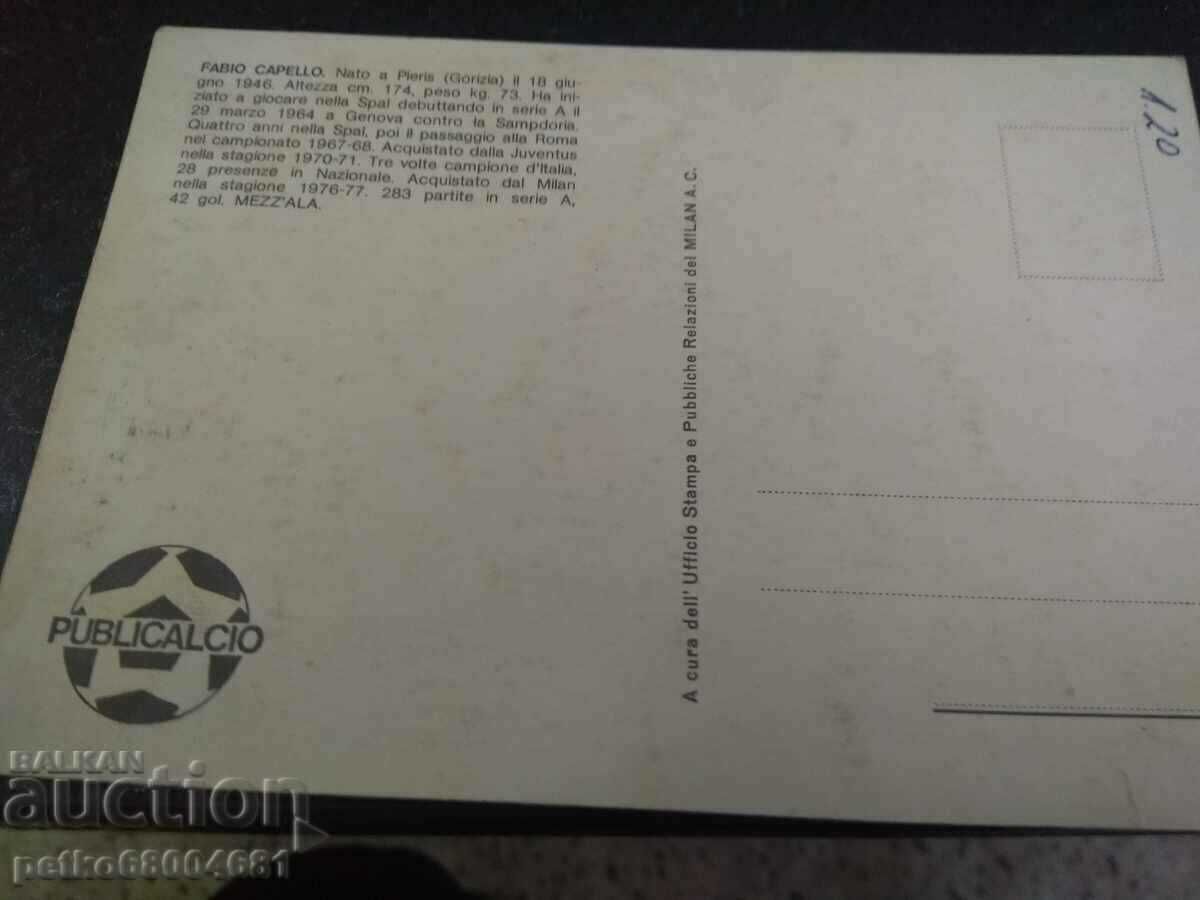 FABIO CAPELLO. Nato a Pieris (Gorizia) il 18 giu-
gno 1946. Altezza cm. 174, peso kg. 73. Ha ini-
ziato a giocare nella Spal debuttando in serie A il
29 marzo 1964 a Genova contro la Sampdoria.
Quattro anni nella Spal, poi il passaggio alla Roma
nel campionato 1967-68. Acquistato dalla Juventus
nella stagione 1970-71. Tre volte campione d'Italia,
28 presenze in Nazionale. Acquistato dal Milan
nella stagione 1976-77. 283 partite in serie A,
42 gol. MEZZ'ALA.
A cura dell' Ufficio Stampa e Pubbliche Relazioni del MILAN A. C.
1.20
PUBLICALCIO
BALKAN
auction
petko68004681